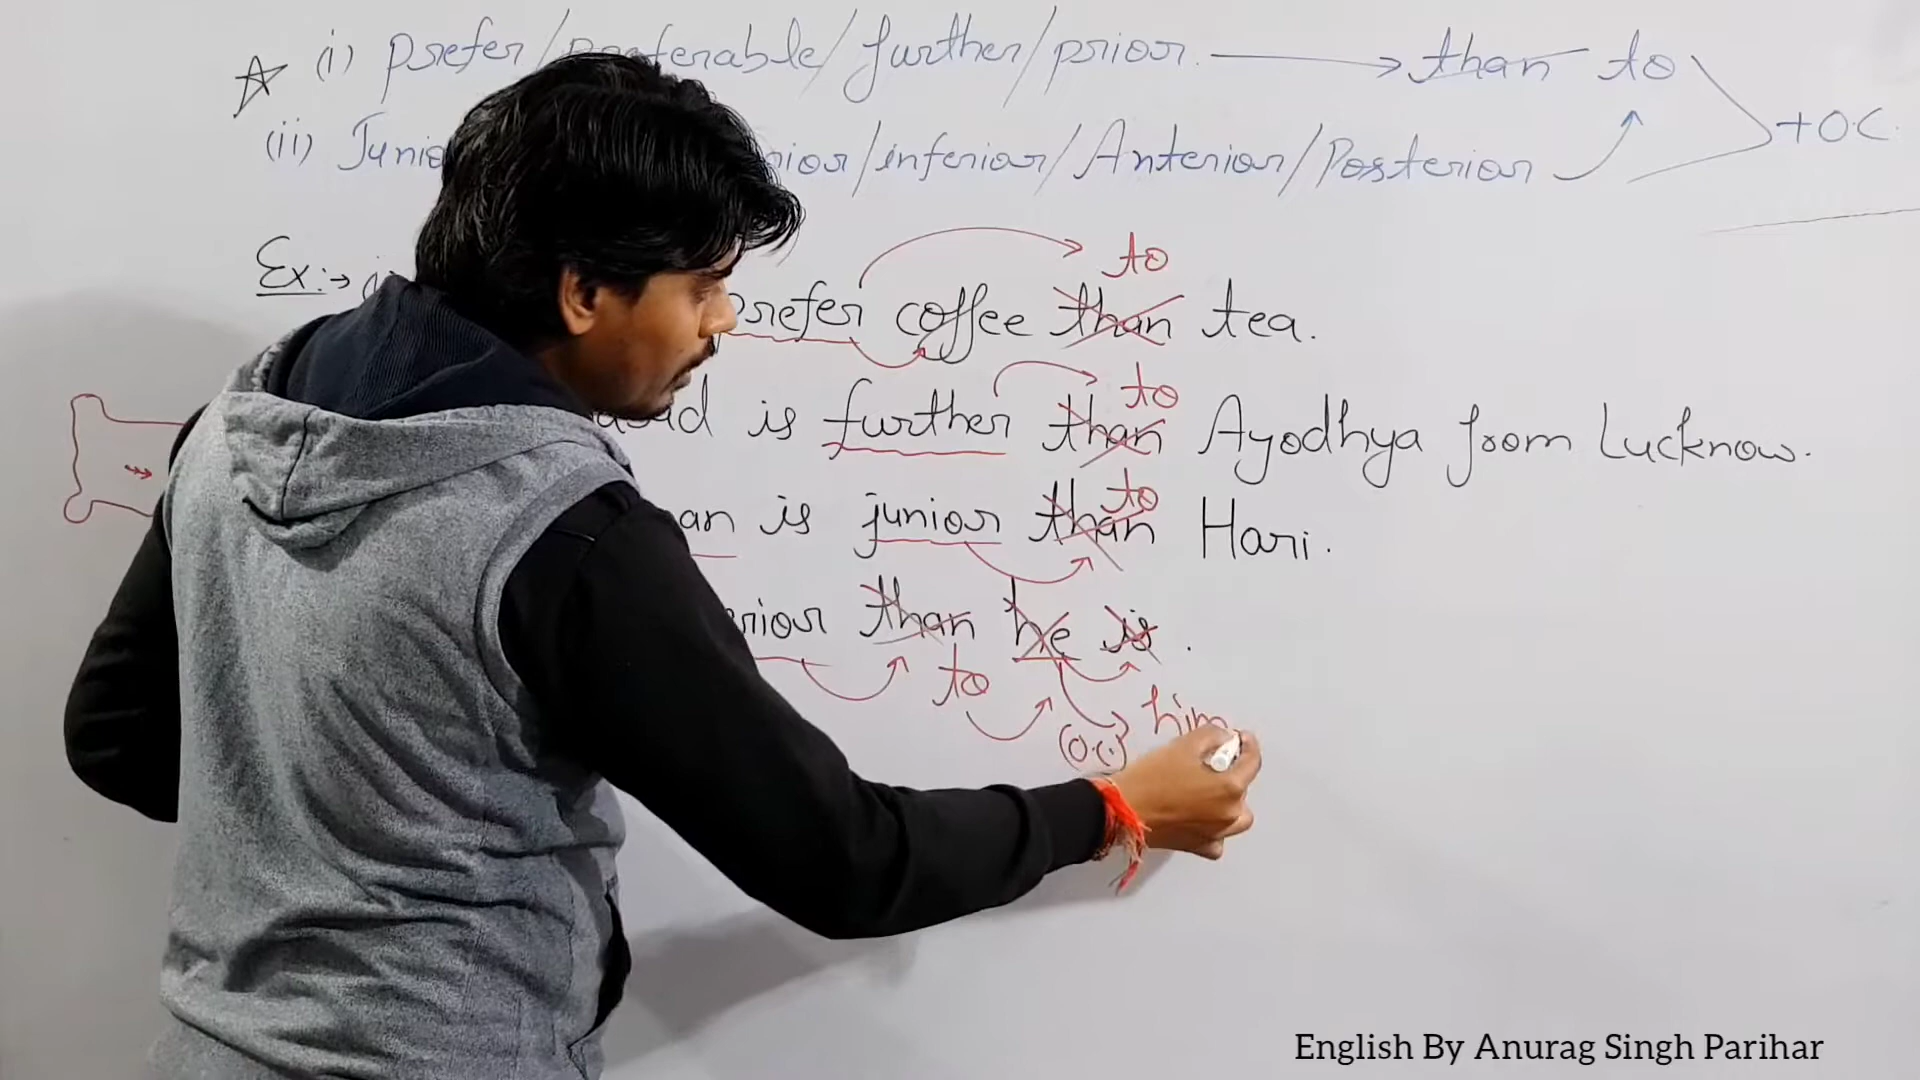 (i) Prefer/preferable/further/prior. → than to
+O.C.
(ii) Junior/inferior/Anterior/Posterior
Ex:→
to
prefer coffee than tea.
to
is further than Ayodhya from Lucknow.
to
is junior than Hari.
than he is.
to
him
(O.C.)
English By Anurag Singh Parihar